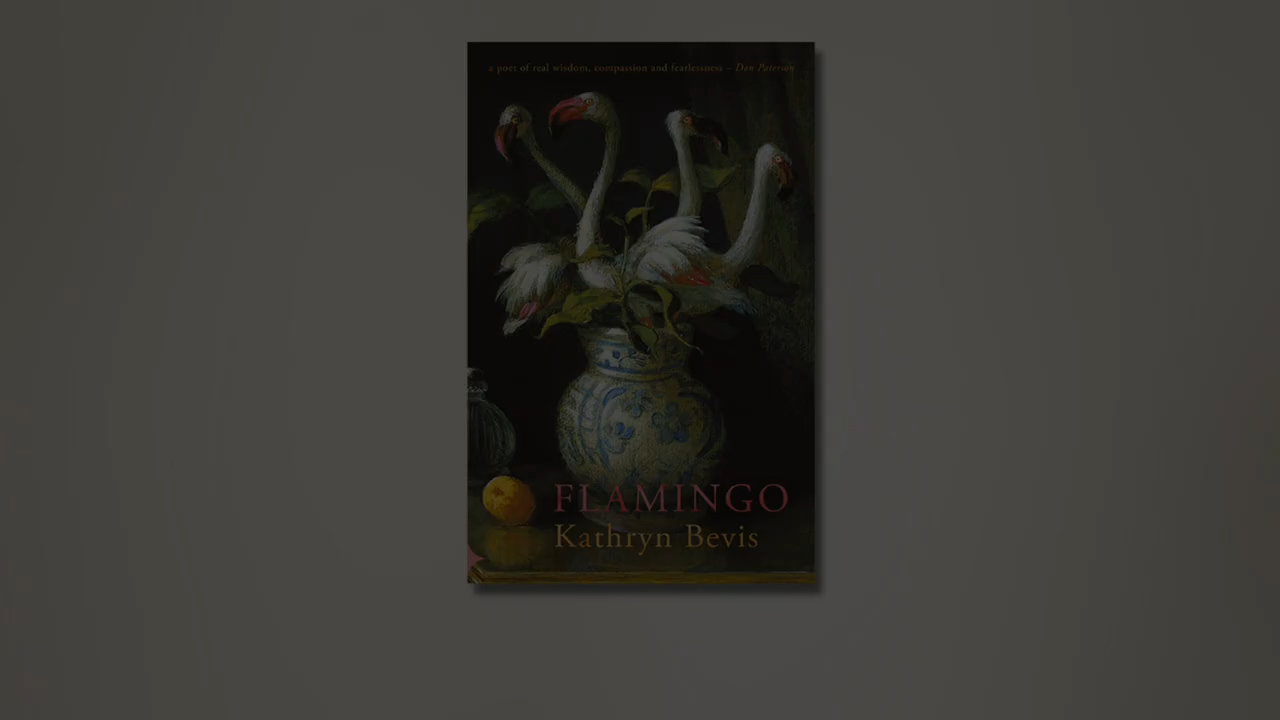 a poet of real wisdom, compassion and fearlessness – Don Paterson
FLAMINGO
Kathryn Bevis